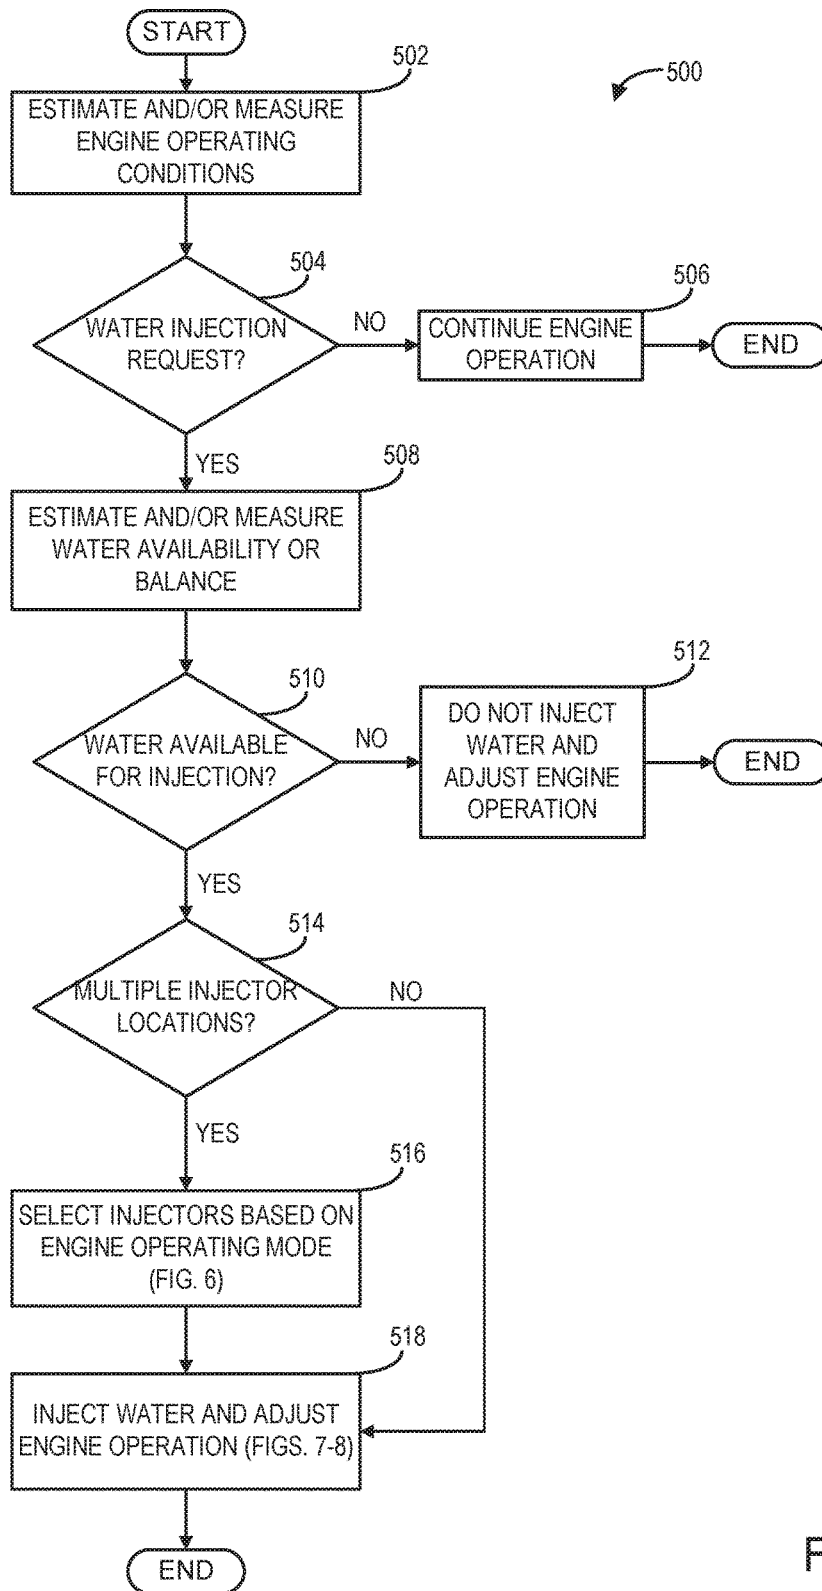 START
502
500
ESTIMATE AND/OR MEASURE
ENGINE OPERATING
CONDITIONS
504
WATER INJECTION
REQUEST?
NO
506
CONTINUE ENGINE
OPERATION
END
YES
508
ESTIMATE AND/OR MEASURE
WATER AVAILABILITY OR
BALANCE
510
WATER AVAILABLE
FOR INJECTION?
NO
512
DO NOT INJECT
WATER AND
ADJUST ENGINE
OPERATION
END
YES
514
MULTIPLE INJECTOR
LOCATIONS?
NO
YES
516
SELECT INJECTORS BASED ON
ENGINE OPERATING MODE
(FIG. 6)
518
INJECT WATER AND ADJUST
ENGINE OPERATION (FIGS. 7-8)
END